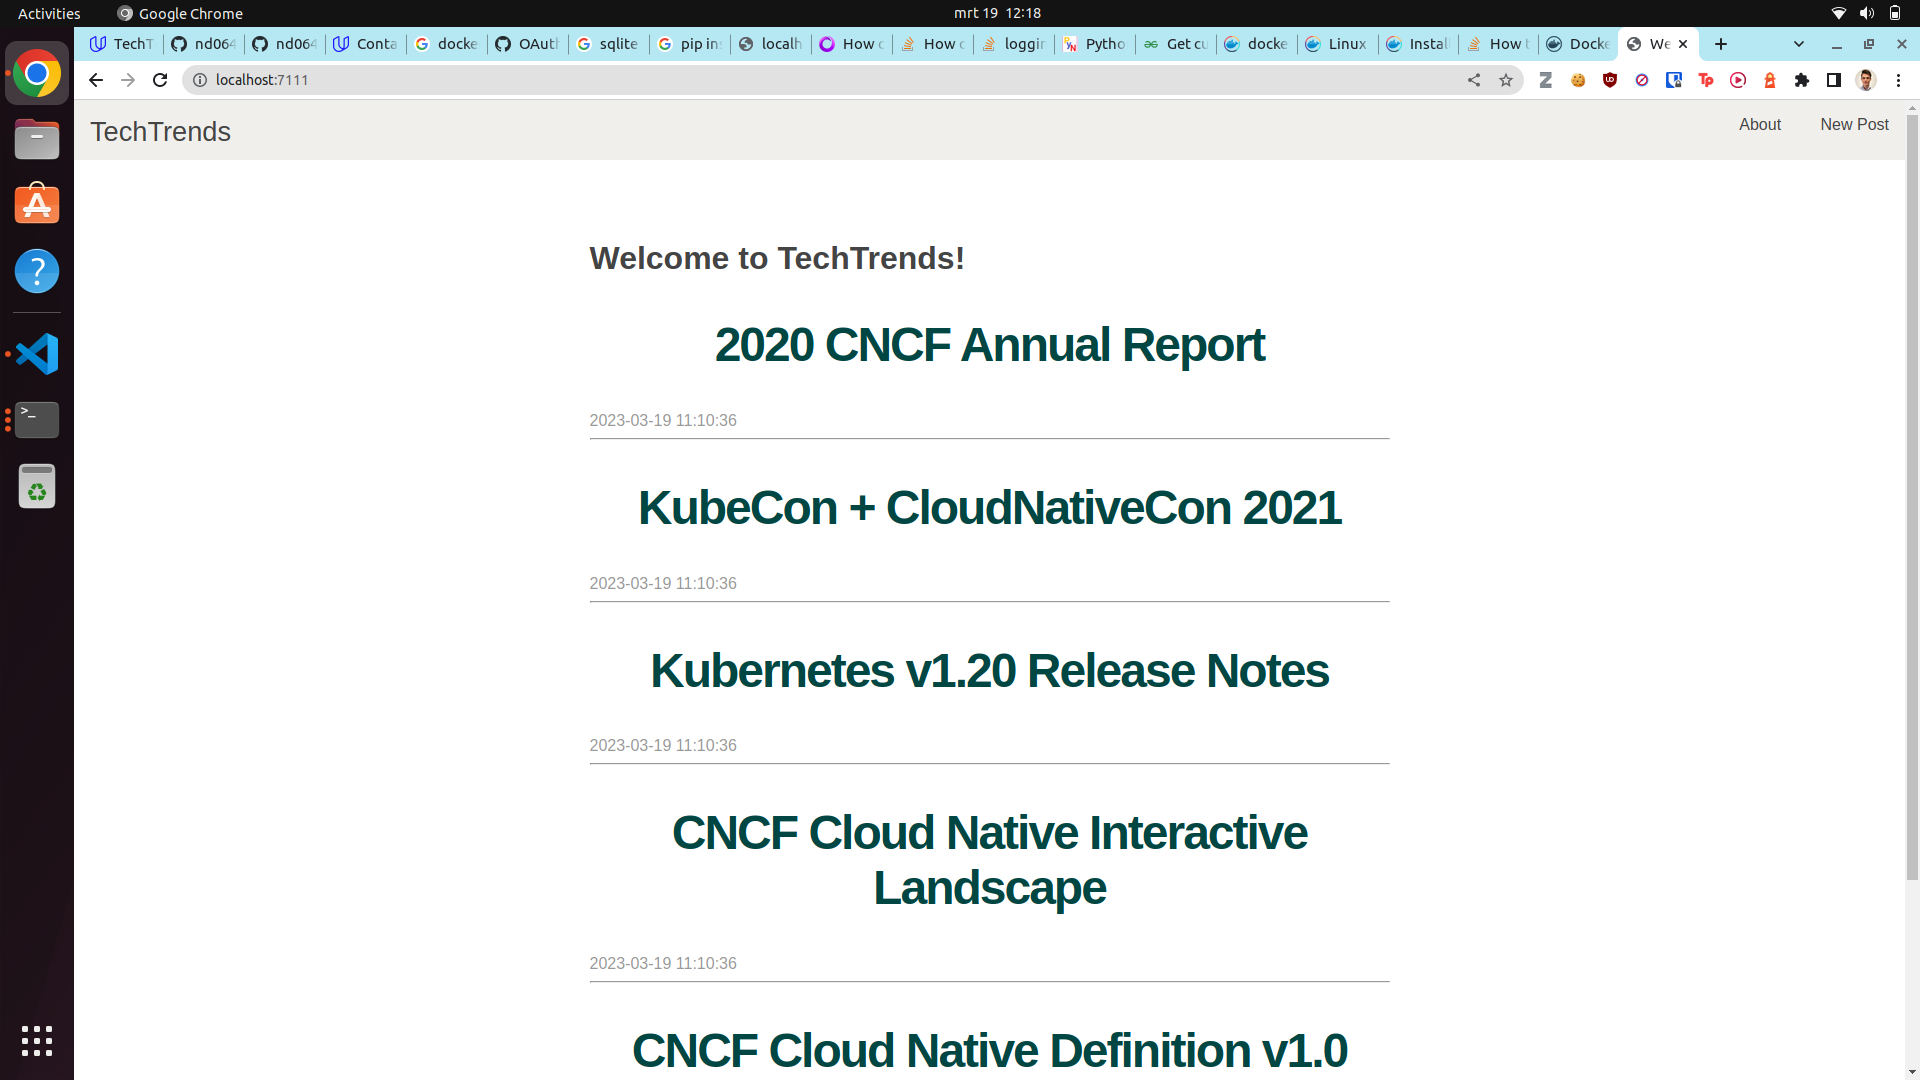 Activities Google Chrome mrt 19 12:18
TechT nd064 nd064 Conta docke OAut sqlite pip ins localh How c How c loggin Pytho Get cu docke Linux Instal How t Docke We
localhost:7111
TechTrends About New Post
Welcome to TechTrends!
2020 CNCF Annual Report
2023-03-19 11:10:36
KubeCon + CloudNativeCon 2021
2023-03-19 11:10:36
Kubernetes v1.20 Release Notes
2023-03-19 11:10:36
CNCF Cloud Native Interactive
Landscape
2023-03-19 11:10:36
CNCF Cloud Native Definition v1.0